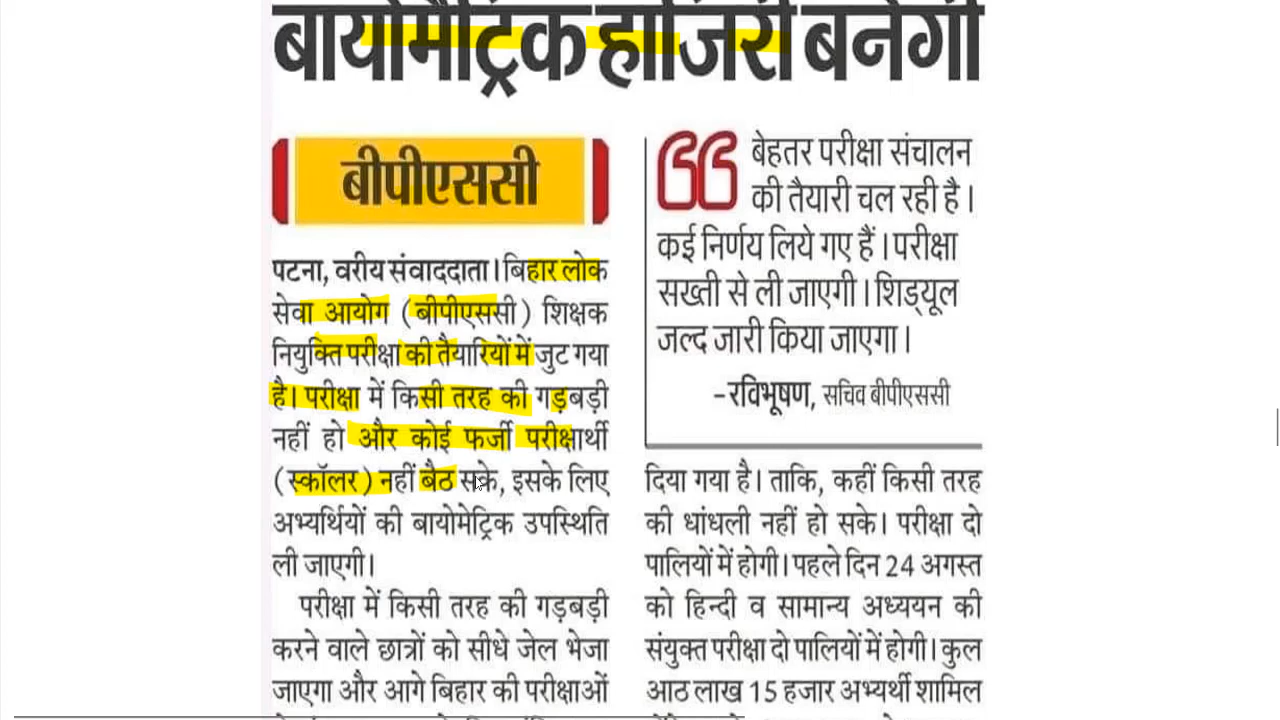 बायोमैट्रिक हाजिरी बनेगी
बीपीएससी
पटना, वरीय संवाददाता। बिहार लोक
सेवा आयोग (बीपीएससी) शिक्षक
नियुक्ति परीक्षा की तैयारियों में जुट गया
है। परीक्षा में किसी तरह की गड़बड़ी
नहीं हो और कोई फर्जी परीक्षार्थी
(स्कॉलर) नहीं बैठ सके, इसके लिए
अभ्यर्थियों की बायोमेट्रिक उपस्थिति
ली जाएगी।
परीक्षा में किसी तरह की गड़बड़ी
करने वाले छात्रों को सीधे जेल भेजा
जाएगा और आगे बिहार की परीक्षाओं
बेहतर परीक्षा संचालन
की तैयारी चल रही है।
कई निर्णय लिये गए हैं। परीक्षा
सख्ती से ली जाएगी। शिड्यूल
जल्द जारी किया जाएगा।
-रविभूषण, सचिव बीपीएससी
दिया गया है। ताकि, कहीं किसी तरह
की धांधली नहीं हो सके। परीक्षा दो
पालियों में होगी। पहले दिन 24 अगस्त
को हिन्दी व सामान्य अध्ययन की
संयुक्त परीक्षा दो पालियों में होगी। कुल
आठ लाख 15 हजार अभ्यर्थी शामिल